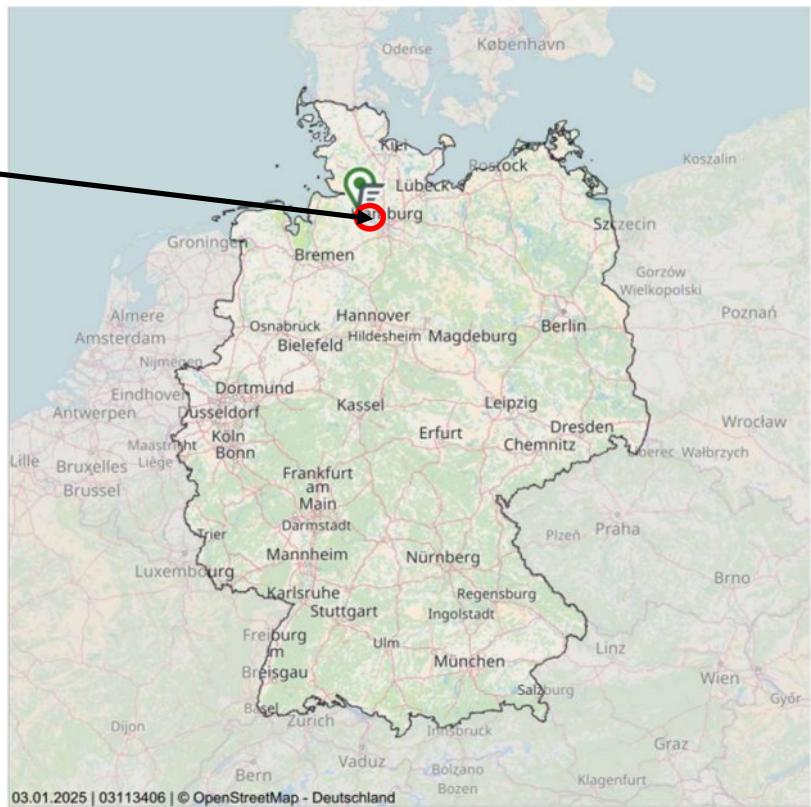 København
Odense
Kiel
Rostock
Koszalin
Lübeck
Hamburg
Szczecin
Groningen
Bremen
Gorzów
Wielkopolski
Almere
Amsterdam
Hannover
Poznań
Osnabrück
Hildesheim
Magdeburg
Berlin
Bielefeld
Nijmegen
Eindhoven
Dortmund
Antwerpen
Düsseldorf
Kassel
Leipzig
Wrocław
Köln
Erfurt
Dresden
Lille
Maastricht
Bonn
Chemnitz
Liberec
Wałbrzych
Bruxelles
Liège
Brussel
Frankfurt
am
Main
Darmstadt
Trier
Plzeň
Praha
Mannheim
Nürnberg
Luxembourg
Brno
Karlsruhe
Regensburg
Stuttgart
Ingolstadt
Freiburg
im
Breisgau
Ulm
Linz
München
Wien
Salzburg
Győr
Basel
Zürich
Dijon
Innsbruck
Graz
Vaduz
Bern
Bolzano
Bozen
Klagenfurt
03.01.2025 | 03113406 | © OpenStreetMap - Deutschland